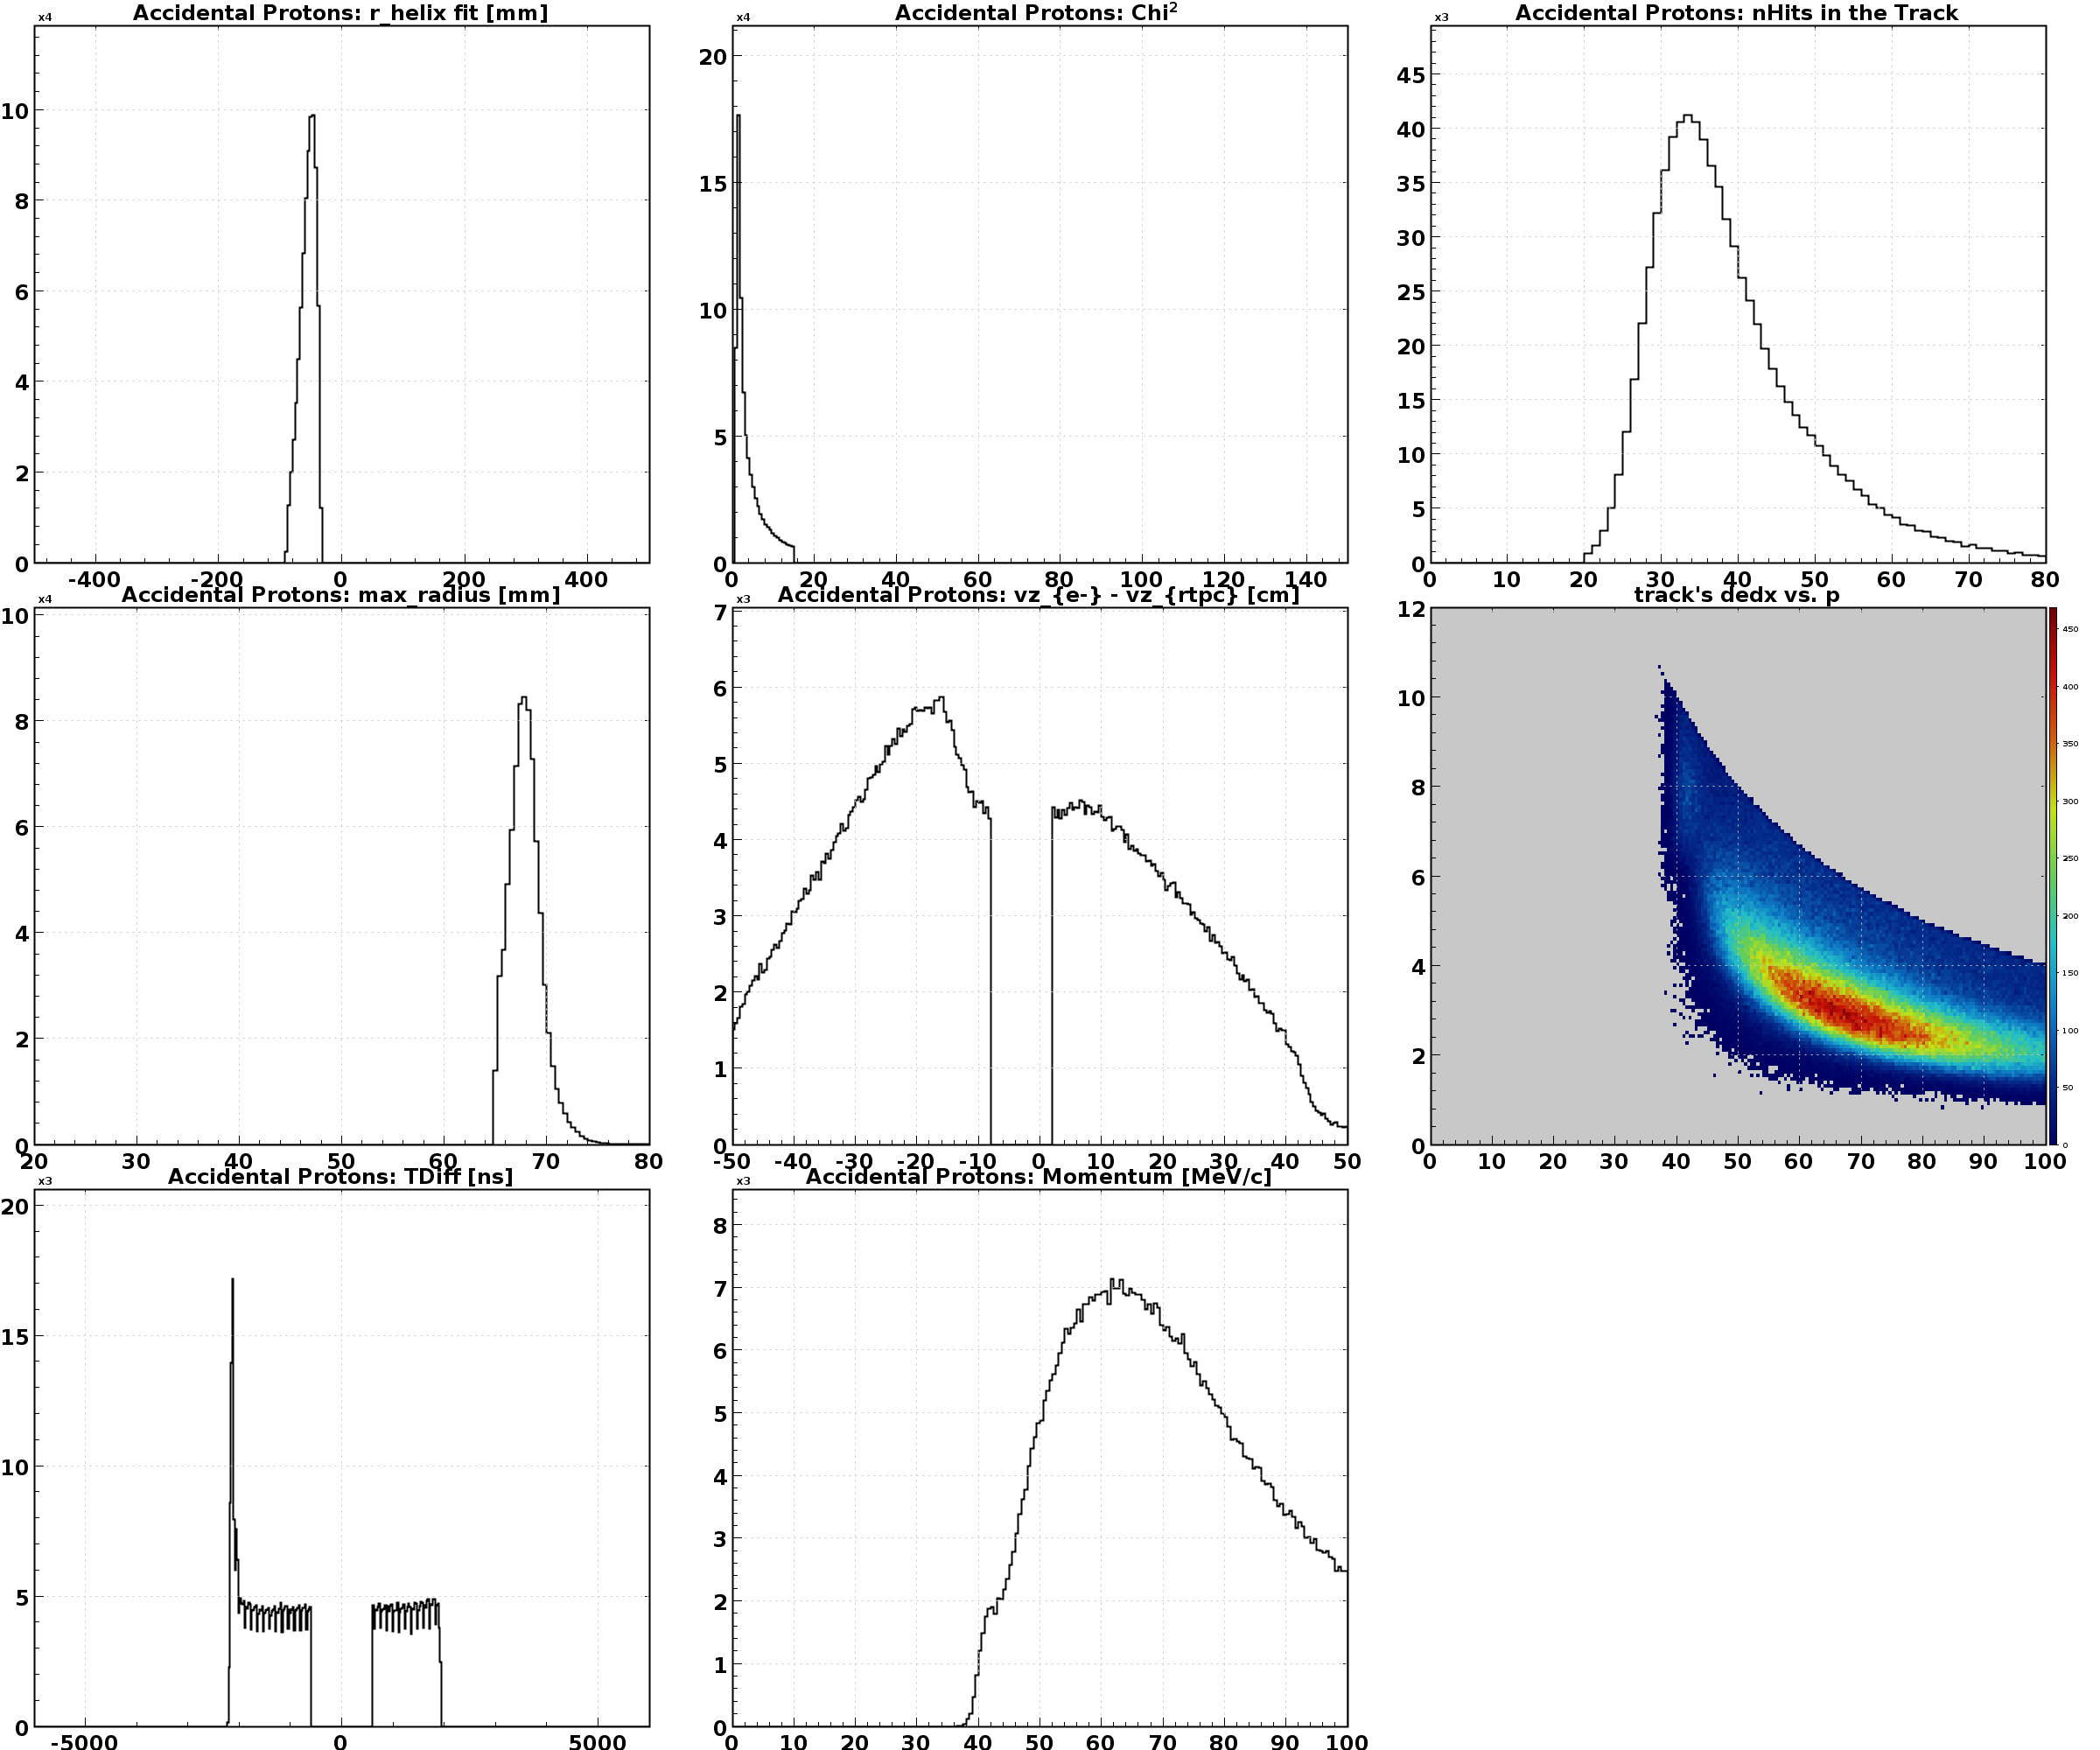 Accidental Protons: r_helix fit [mm]
x4
10
8
6
4
2
0
-400 -200 0 200 400
Accidental Protons: Chi²
x4
20
15
10
5
0
0 20 40 60 80 100 120 140
Accidental Protons: nHits in the Track
x3
45
40
35
30
25
20
15
10
5
0
0 10 20 30 40 50 60 70 80
Accidental Protons: max_radius [mm]
x4
10
8
6
4
2
0
20 30 40 50 60 70 80
Accidental Protons: vz_{e-} - vz_{rtpc} [cm]
x3
7
6
5
4
3
2
1
0
-50 -40 -30 -20 -10 0 10 20 30 40 50
track's dedx vs. p
12
10
8
6
4
2
0
0 10 20 30 40 50 60 70 80 90 100
450
400
350
300
250
200
150
100
50
0
Accidental Protons: TDiff [ns]
x3
20
15
10
5
0
-5000 0 5000
Accidental Protons: Momentum [MeV/c]
x3
8
7
6
5
4
3
2
1
0
0 10 20 30 40 50 60 70 80 90 100